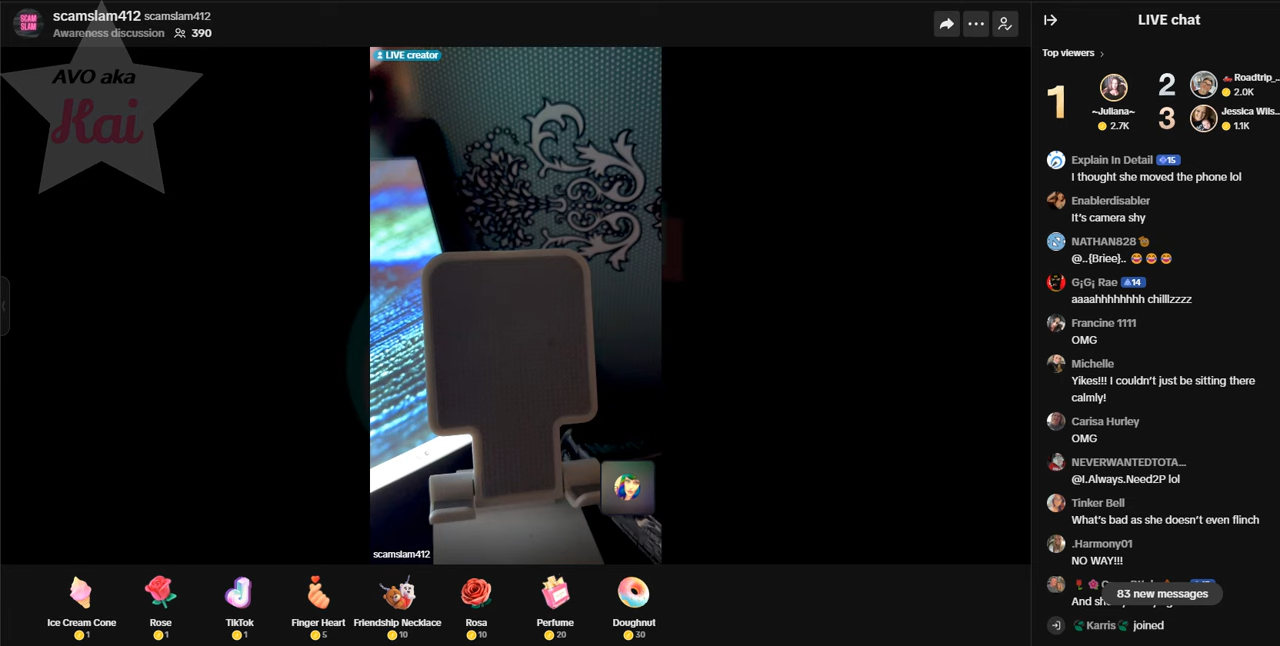 SCAM
SLAM
scamslam412 scamslam412
Awareness discussion 390
AVO aka
Kai
LIVE creator
scamslam412
Ice Cream Cone
1
Rose
1
TikTok
1
Finger Heart
5
Friendship Necklace
10
Rosa
10
Perfume
20
Doughnut
30
LIVE chat
Top viewers
1
~Juliana~
2.7K
2
Roadtrip_...
2.0K
3
Jessica Wils...
1.1K
Explain In Detail 15
I thought she moved the phone lol
Enablerdisabler
It's camera shy
NATHAN828
@..{Briee}..
G¡G¡ Rae 14
aaaahhhhhhhh chilllzzzz
Francine 1111
OMG
Michelle
Yikes!!! I couldn't just be sitting there
calmly!
Carisa Hurley
OMG
NEVERWANTEDTOTA...
@I.Always.Need2P lol
Tinker Bell
What's bad as she doesn't even flinch
.Harmony01
NO WAY!!!
And
83 new messages
Karris joined